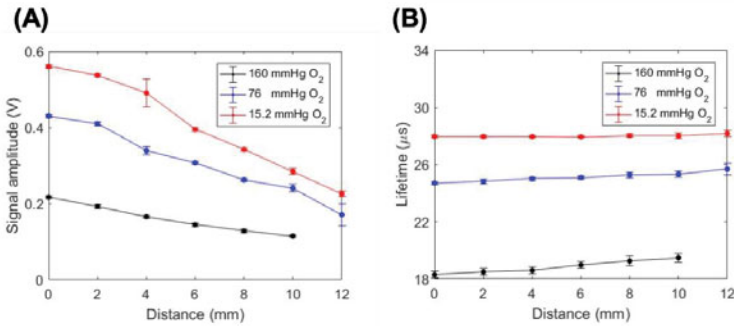 (A)
0.6
0.4
0.2
0
Signal amplitude (V)
160 mmHg O2
76 mmHg O2
15.2 mmHg O2
0 2 4 6 8 10 12
Distance (mm)
(B)
34
30
26
22
18
Lifetime (μs)
160 mmHg O2
76 mmHg O2
15.2 mmHg O2
0 2 4 6 8 10 12
Distance (mm)